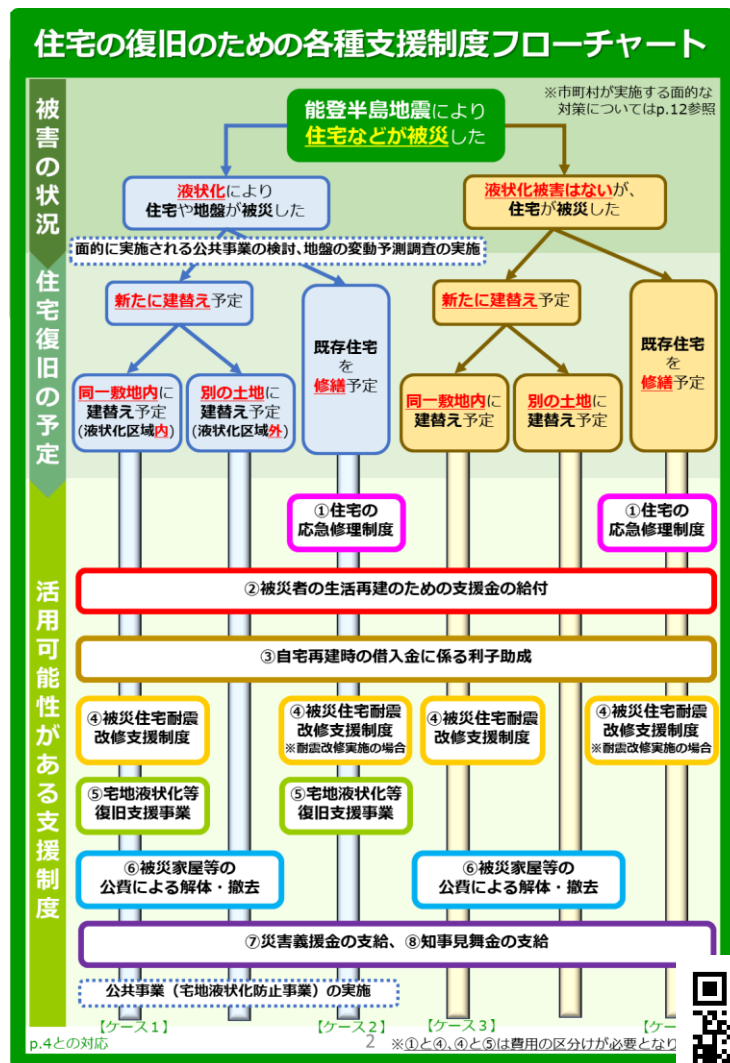 住宅の復旧のための各種支援制度フローチャート
被害の状況
能登半島地震により
住宅などが被災した
※市町村が実施する面的な
対策についてはp.12参照
液状化により
住宅や地盤が被災した
液状化被害はないが、
住宅が被災した
面的に実施される公共事業の検討、地盤の変動予測調査の実施
住宅復旧の予定
新たに建替え予定
既存住宅
を
修繕予定
新たに建替え予定
既存住宅
を
修繕予定
同一敷地内に
建替え予定
(液状化区域内)
別の土地に
建替え予定
(液状化区域外)
同一敷地内に
建替え予定
別の土地に
建替え予定
活用可能性がある支援制度
①住宅の
応急修理制度
①住宅の
応急修理制度
②被災者の生活再建のための支援金の給付
③自宅再建時の借入金に係る利子助成
④被災住宅耐震
改修支援制度
④被災住宅耐震
改修支援制度
※耐震改修実施の場合
④被災住宅耐震
改修支援制度
④被災住宅耐震
改修支援制度
※耐震改修実施の場合
⑤宅地液状化等
復旧支援事業
⑤宅地液状化等
復旧支援事業
⑥被災家屋等の
公費による解体・撤去
⑥被災家屋等の
公費による解体・撤去
⑦災害義援金の支給、⑧知事見舞金の支給
公共事業（宅地液状化防止事業）の実施
【ケース１】
【ケース２】
【ケース３】
【ケー
p.4との対応
2
※①と④、④と⑤は費用の区分けが必要となり